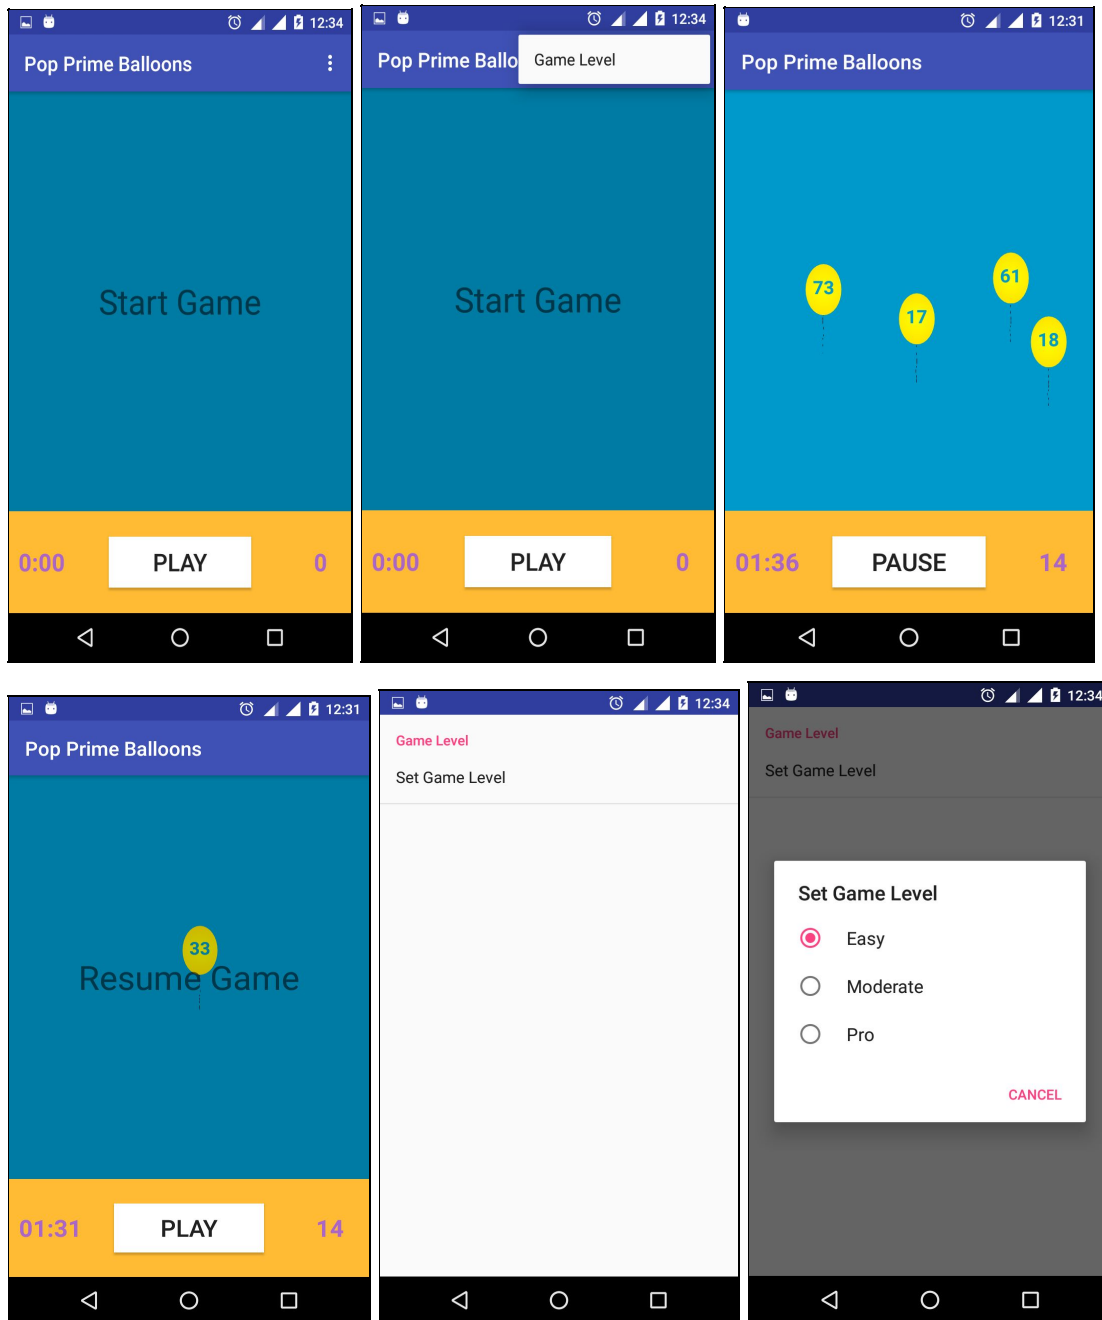 12:34
Pop Prime Balloons
Start Game
0:00 PLAY 0
12:34
Pop Prime Ballo
Game Level
Start Game
0:00 PLAY 0
12:31
Pop Prime Balloons
73
61
17
18
01:36 PAUSE 14
12:31
Pop Prime Balloons
33
Resume Game
01:31 PLAY 14
12:34
Game Level
Set Game Level
12:34
Game Level
Set Game Level
Set Game Level
Easy
Moderate
Pro
CANCEL